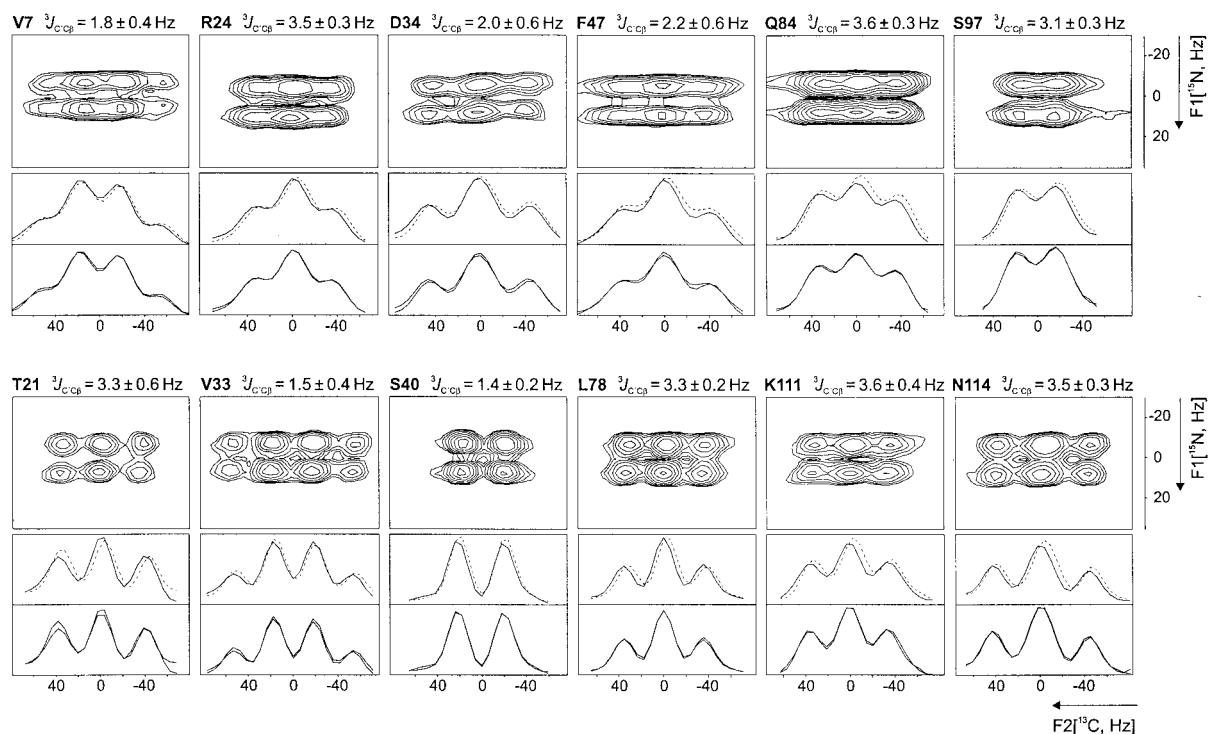 V7 ³J_C'Cβ = 1.8 ± 0.4 Hz
R24 ³J_C'Cβ = 3.5 ± 0.3 Hz
D34 ³J_C'Cβ = 2.0 ± 0.6 Hz
F47 ³J_C'Cβ = 2.2 ± 0.6 Hz
Q84 ³J_C'Cβ = 3.6 ± 0.3 Hz
S97 ³J_C'Cβ = 3.1 ± 0.3 Hz
-20
0
20
F1[¹⁵N, Hz]
40 0 -40
40 0 -40
40 0 -40
40 0 -40
40 0 -40
40 0 -40
T21 ³J_C'Cβ = 3.3 ± 0.6 Hz
V33 ³J_C'Cβ = 1.5 ± 0.4 Hz
S40 ³J_C'Cβ = 1.4 ± 0.2 Hz
L78 ³J_C'Cβ = 3.3 ± 0.2 Hz
K111 ³J_C'Cβ = 3.6 ± 0.4 Hz
N114 ³J_C'Cβ = 3.5 ± 0.3 Hz
-20
0
20
F1[¹⁵N, Hz]
40 0 -40
40 0 -40
40 0 -40
40 0 -40
40 0 -40
40 0 -40
F2[¹³C, Hz]